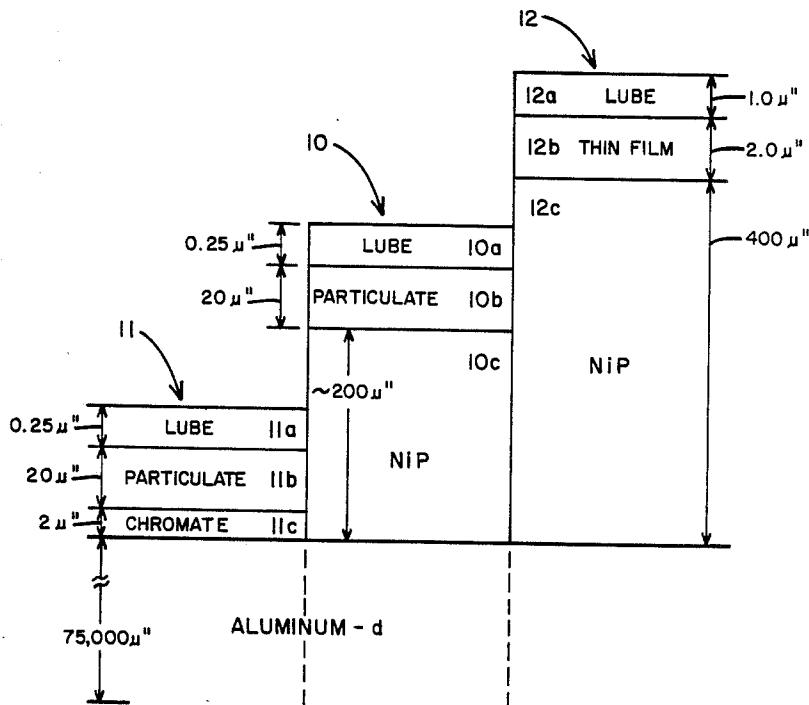 12
12a LUBE
1.0 μ"
12b THIN FILM
2.0 μ"
12c
400 μ"
NiP
10
0.25 μ"
LUBE 10a
20 μ"
PARTICULATE 10b
10c
~200 μ"
NiP
11
0.25 μ"
LUBE 11a
20 μ"
PARTICULATE 11b
2 μ"
CHROMATE 11c
75,000 μ"
ALUMINUM - d